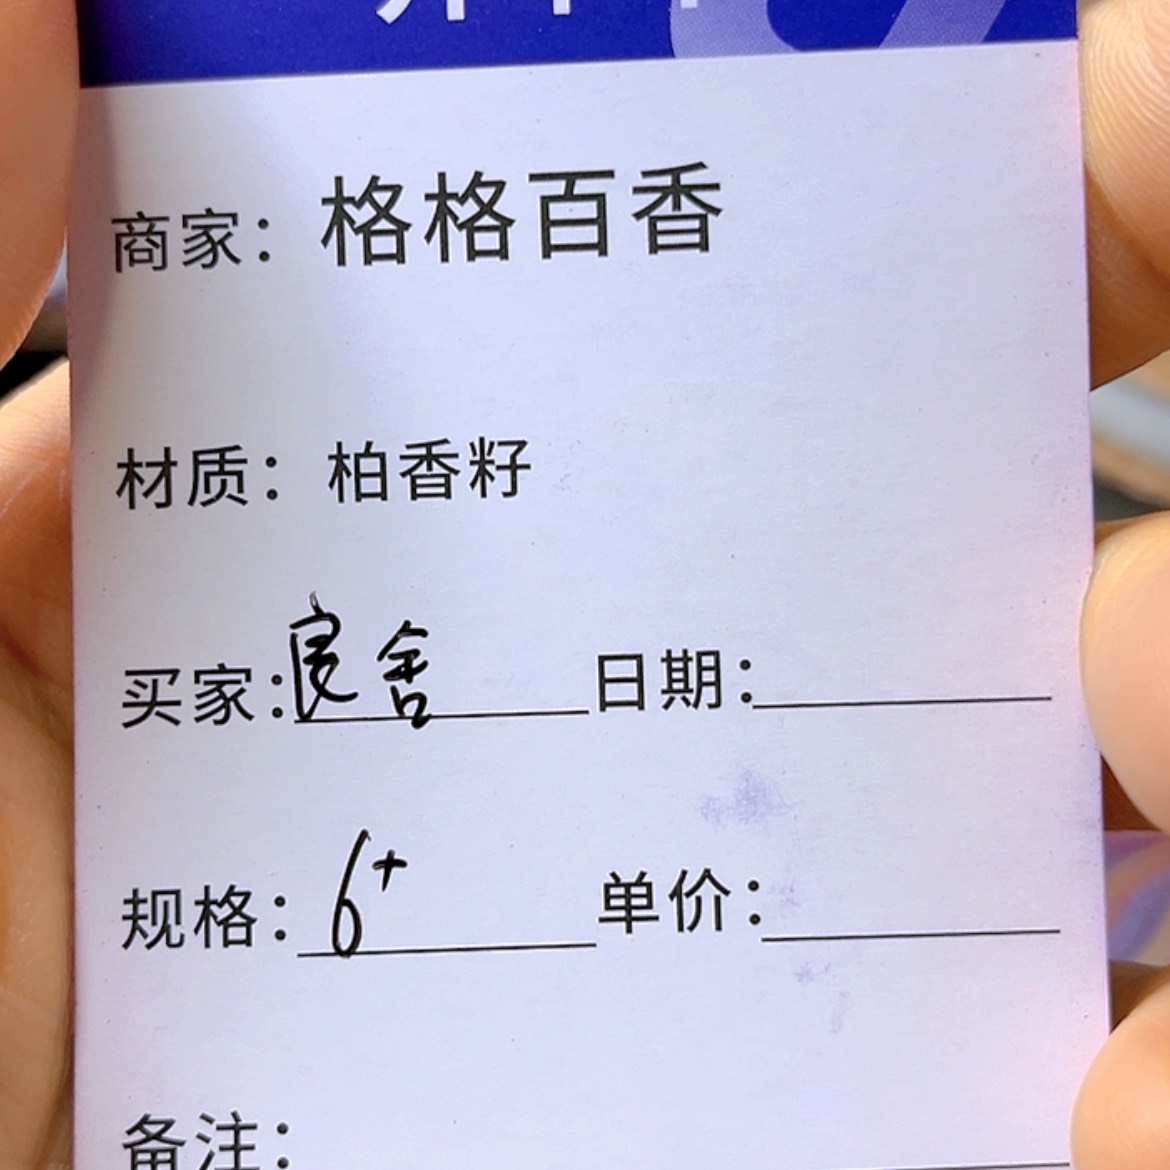 商家：格格百香
材质：柏香籽
买家：良舍 日期：
规格：6+ 单价：
备注：